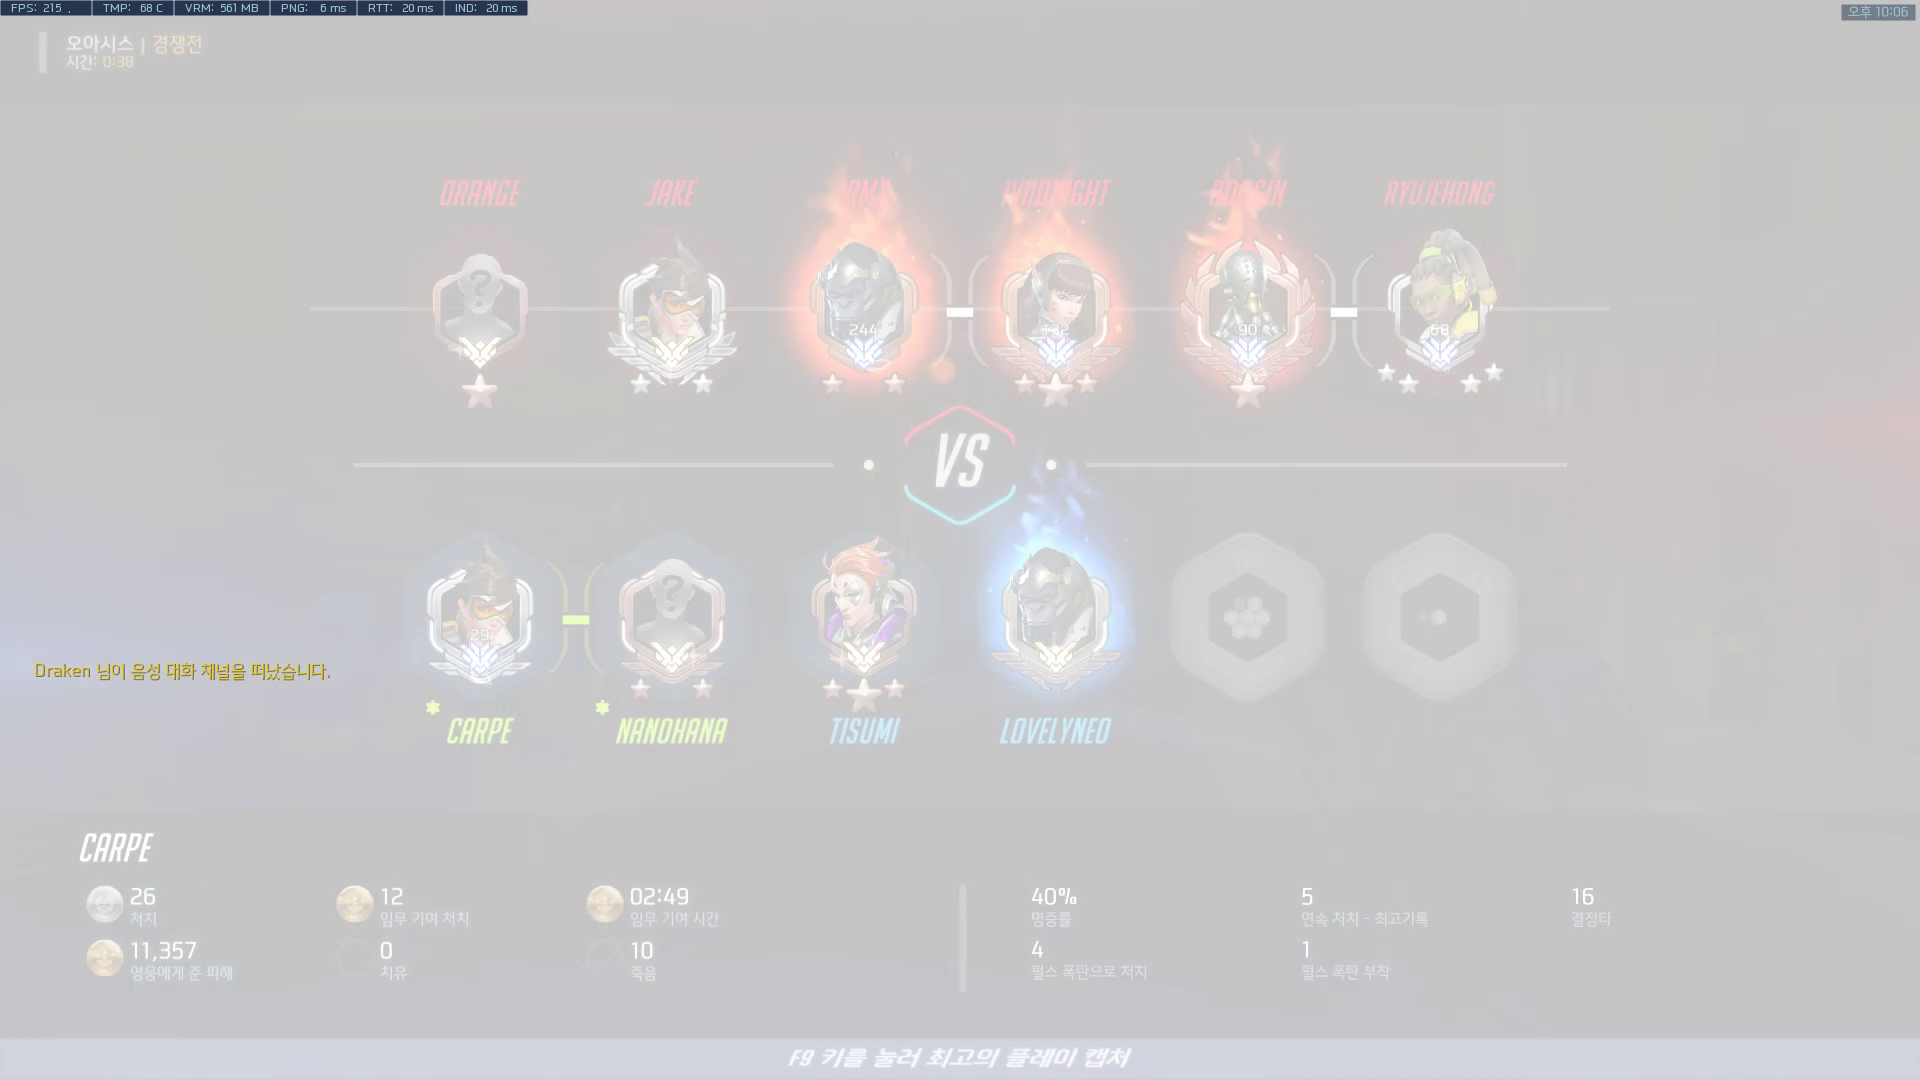 FPS: 215 , TMP: 68 C VRM: 561 MB PNG: 6 ms RTT: 20 ms IND: 20 ms
오후 10:06
오아시스 | 경쟁전
시간: 0:38
ORANGE JAKE RYUJEHONG
244 132 90 58
VS
29
Draken 님이 음성 대화 채널을 떠났습니다.
CARPE NANOHANA TISUMI LOVELYNEO
CARPE
26 12 02:49 40% 5 16
처치 임무 기여 처치 임무 기여 시간 명중률 연속 처치 - 최고기록 결정타
11,357 0 10 4 1
영웅에게 준 피해 치유 죽음 펄스 폭탄으로 처치 펄스 폭탄 부착
F9 키를 눌러 최고의 플레이 캡처